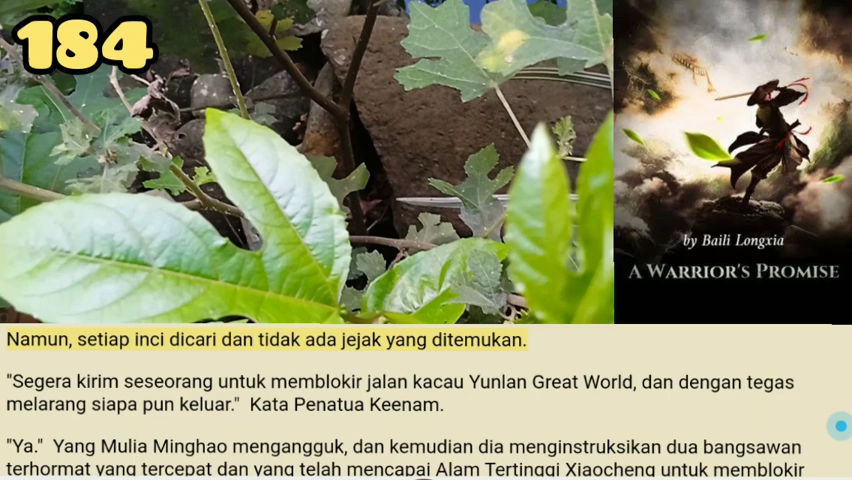 184
by Baili Longxia
A WARRIOR'S PROMISE
Namun, setiap inci dicari dan tidak ada jejak yang ditemukan.
"Segera kirim seseorang untuk memblokir jalan kacau Yunlan Great World, dan dengan tegas
melarang siapa pun keluar." Kata Penatua Keenam.
"Ya." Yang Mulia Minghao mengangguk, dan kemudian dia menginstruksikan dua bangsawan
terhormat yang tercepat dan yang telah mencapai Alam Tertinggi Xiaocheng untuk memblokir